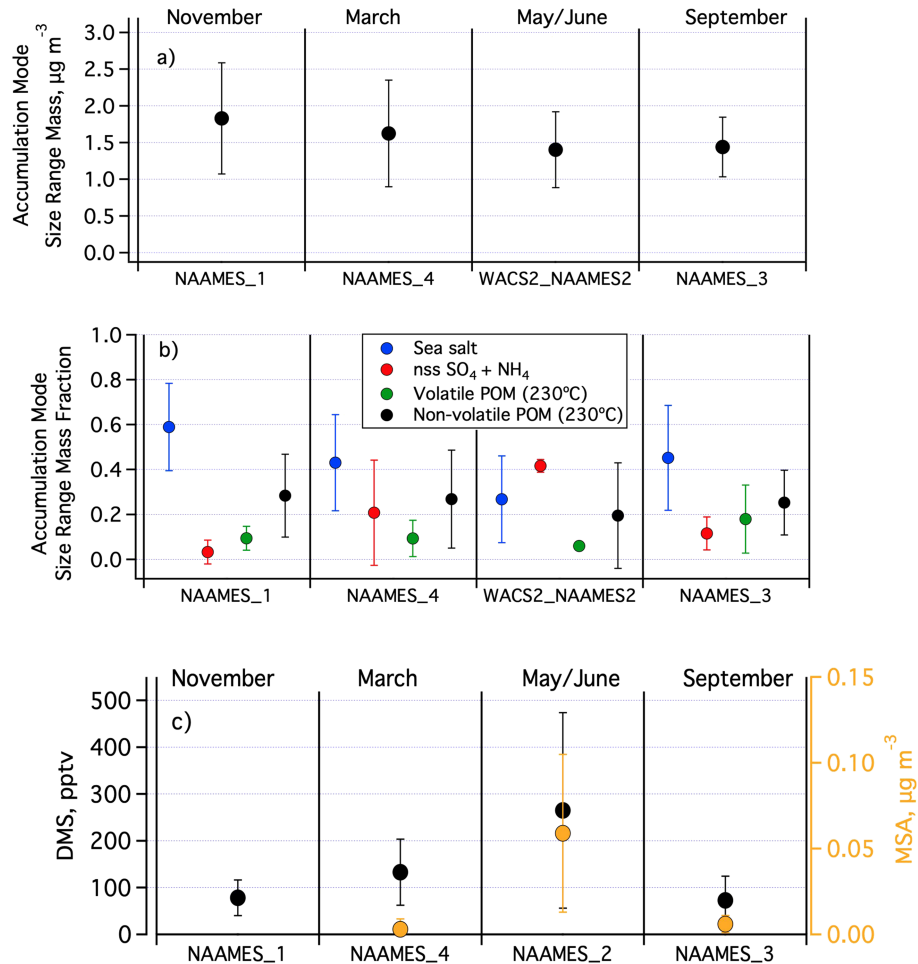 November March May/June September
Accumulation Mode
Size Range Mass, µg m⁻³
a)
3.0
2.5
2.0
1.5
1.0
0.5
0.0
NAAMES_1 NAAMES_4 WACS2_NAAMES2 NAAMES_3
Accumulation Mode
Size Range Mass Fraction
b)
1.0
0.8
0.6
0.4
0.2
0.0
Sea salt
nss SO₄ + NH₄
Volatile POM (230ºC)
Non-volatile POM (230ºC)
NAAMES_1 NAAMES_4 WACS2_NAAMES2 NAAMES_3
November March May/June September
DMS, pptv
c)
500
400
300
200
100
0
0.15
0.10
0.05
0.00
MSA, µg m⁻³
NAAMES_1 NAAMES_4 NAAMES_2 NAAMES_3